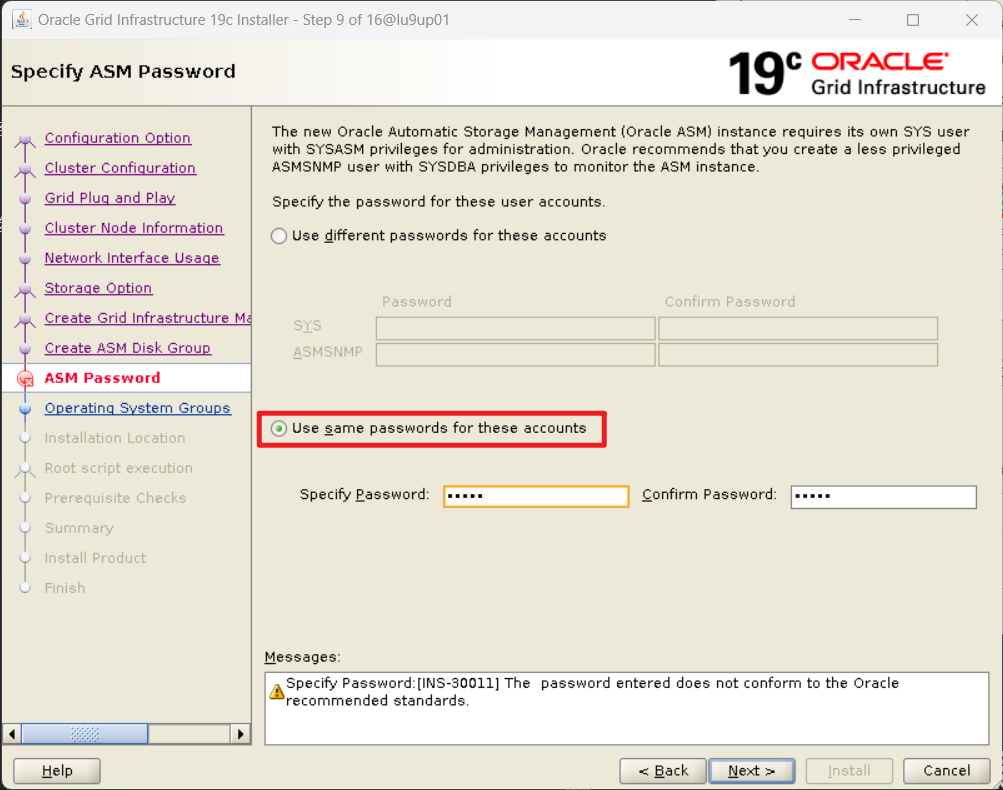 Oracle Grid Infrastructure 19c Installer - Step 9 of 16@lu9up01
Specify ASM Password
19c ORACLE
Grid Infrastructure
Configuration Option
Cluster Configuration
Grid Plug and Play
Cluster Node Information
Network Interface Usage
Storage Option
Create Grid Infrastructure Ma
Create ASM Disk Group
ASM Password
Operating System Groups
Installation Location
Root script execution
Prerequisite Checks
Summary
Install Product
Finish
The new Oracle Automatic Storage Management (Oracle ASM) instance requires its own SYS user
with SYSASM privileges for administration. Oracle recommends that you create a less privileged
ASMSNMP user with SYSDBA privileges to monitor the ASM instance.
Specify the password for these user accounts.
Use different passwords for these accounts
Password Confirm Password
SYS
ASMSNMP
Use same passwords for these accounts
Specify Password: ••••• Confirm Password: •••••
Messages:
Specify Password:[INS-30011] The  password entered does not conform to the Oracle
recommended standards.
Help < Back Next > Install Cancel